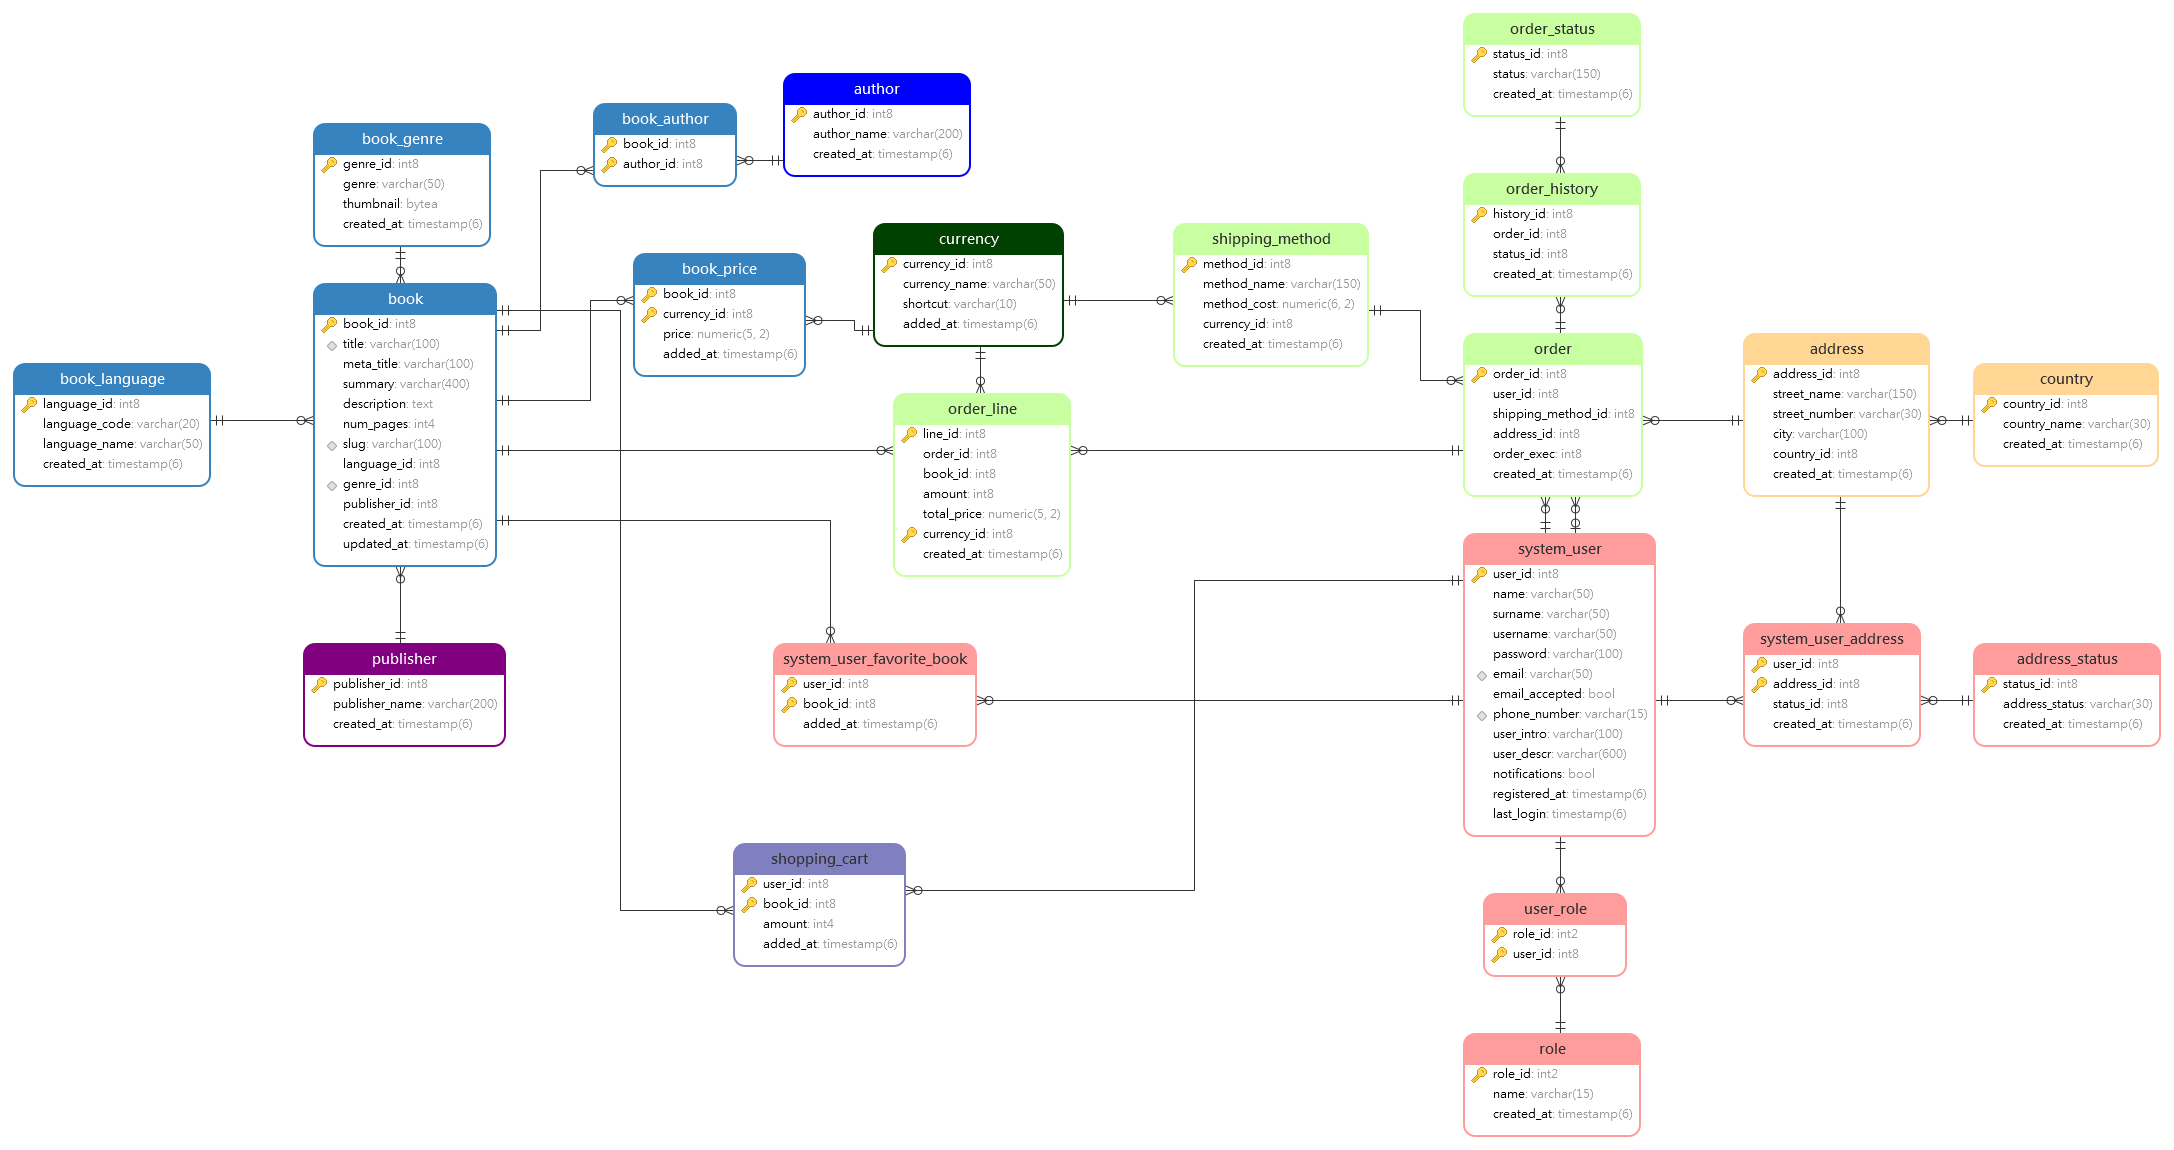 order_status
status_id: int8
status: varchar(150)
created_at: timestamp(6)
author
author_id: int8
author_name: varchar(200)
created_at: timestamp(6)
book_author
book_id: int8
author_id: int8
book_genre
genre_id: int8
genre: varchar(50)
thumbnail: bytea
created_at: timestamp(6)
order_history
history_id: int8
order_id: int8
status_id: int8
created_at: timestamp(6)
currency
currency_id: int8
currency_name: varchar(50)
shortcut: varchar(10)
added_at: timestamp(6)
shipping_method
method_id: int8
method_name: varchar(150)
method_cost: numeric(6, 2)
currency_id: int8
created_at: timestamp(6)
book_price
book_id: int8
currency_id: int8
price: numeric(5, 2)
added_at: timestamp(6)
book
book_id: int8
title: varchar(100)
meta_title: varchar(100)
summary: varchar(400)
description: text
num_pages: int4
slug: varchar(100)
language_id: int8
genre_id: int8
publisher_id: int8
created_at: timestamp(6)
updated_at: timestamp(6)
order
order_id: int8
user_id: int8
shipping_method_id: int8
address_id: int8
order_exec: int8
created_at: timestamp(6)
address
address_id: int8
street_name: varchar(150)
street_number: varchar(30)
city: varchar(100)
country_id: int8
created_at: timestamp(6)
book_language
language_id: int8
language_code: varchar(20)
language_name: varchar(50)
created_at: timestamp(6)
country
country_id: int8
country_name: varchar(30)
created_at: timestamp(6)
order_line
line_id: int8
order_id: int8
book_id: int8
amount: int8
total_price: numeric(5, 2)
currency_id: int8
created_at: timestamp(6)
system_user
user_id: int8
name: varchar(50)
surname: varchar(50)
username: varchar(50)
password: varchar(100)
email: varchar(50)
email_accepted: bool
phone_number: varchar(15)
user_intro: varchar(100)
user_descr: varchar(600)
notifications: bool
registered_at: timestamp(6)
last_login: timestamp(6)
system_user_address
user_id: int8
address_id: int8
status_id: int8
created_at: timestamp(6)
publisher
publisher_id: int8
publisher_name: varchar(200)
created_at: timestamp(6)
system_user_favorite_book
user_id: int8
book_id: int8
added_at: timestamp(6)
address_status
status_id: int8
address_status: varchar(30)
created_at: timestamp(6)
shopping_cart
user_id: int8
book_id: int8
amount: int4
added_at: timestamp(6)
user_role
role_id: int2
user_id: int8
role
role_id: int2
name: varchar(15)
created_at: timestamp(6)